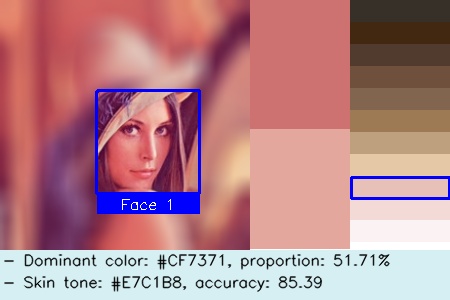 Face 1
- Dominant color: #CF7371, proportion: 51.71%
- Skin tone: #E7C1B8, accuracy: 85.39